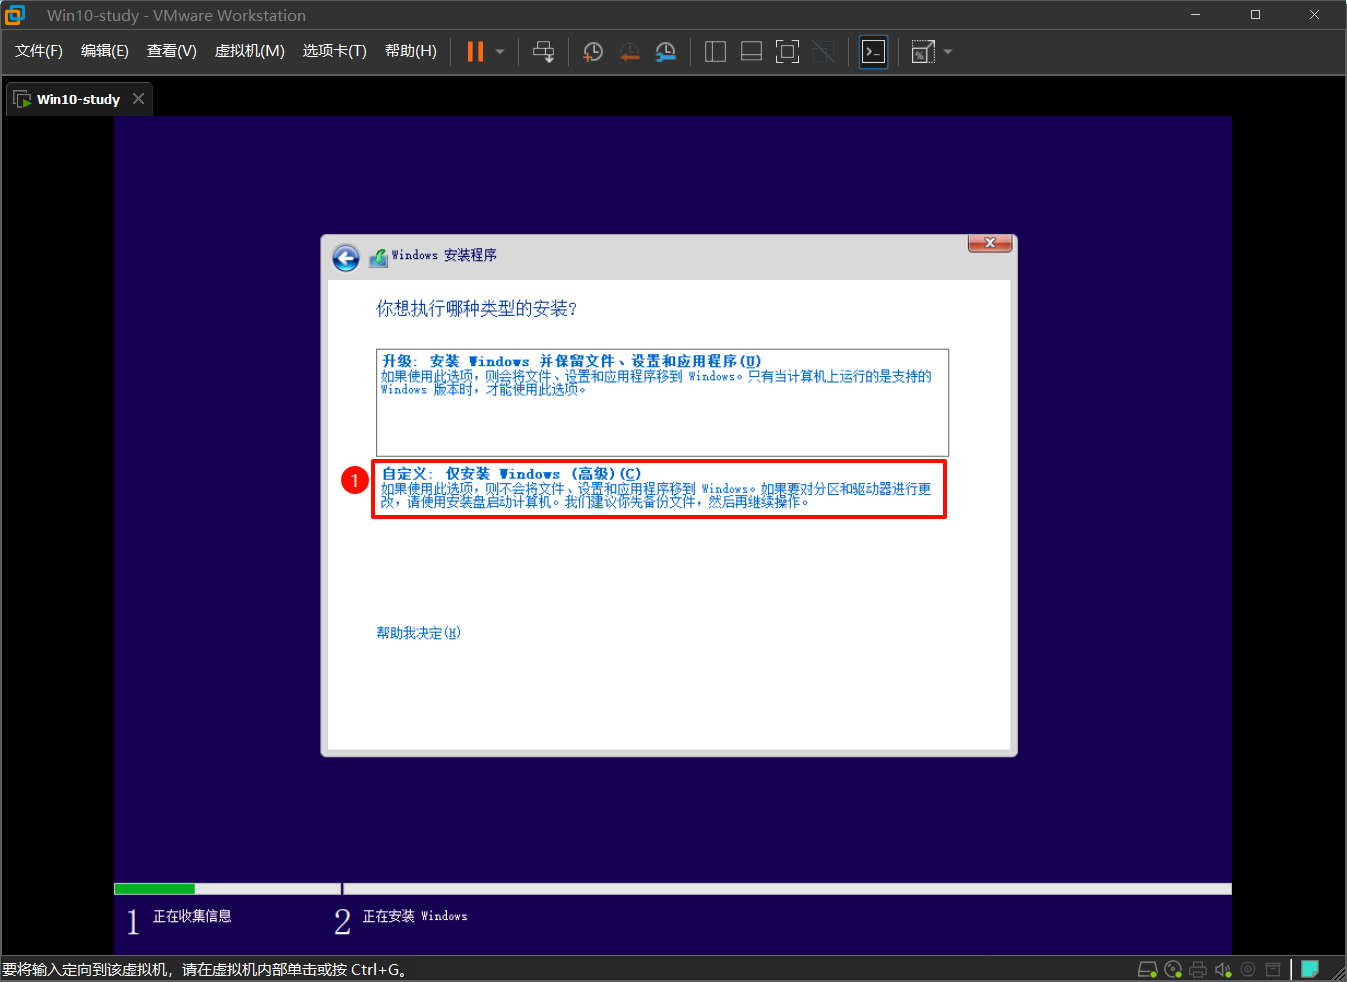 Win10-study - VMware Workstation
文件(F) 编辑(E) 查看(V) 虚拟机(M) 选项卡(T) 帮助(H)
Win10-study
Windows 安装程序
你想执行哪种类型的安装?
升级: 安装 Windows 并保留文件、设置和应用程序(U)
如果使用此选项，则会将文件、设置和应用程序移到 Windows。只有当计算机上运行的是支持的
Windows 版本时，才能使用此选项。
1
自定义: 仅安装 Windows (高级)(C)
如果使用此选项，则不会将文件、设置和应用程序移到 Windows。如果要对分区和驱动器进行更
改，请使用安装盘启动计算机。我们建议你先备份文件，然后再继续操作。
帮助我决定(H)
1 正在收集信息
2 正在安装 Windows
要将输入定向到该虚拟机，请在虚拟机内部单击或按 Ctrl+G。